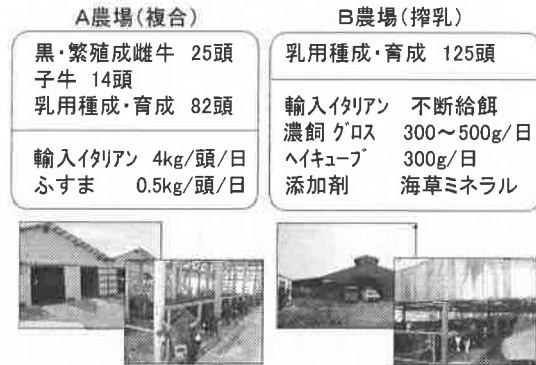 A農場(複合)
黒・繁殖成雌牛 25頭
子牛 14頭
乳用種成・育成 82頭
輸入イタリアン 4kg/頭/日
ふすま 0.5kg/頭/日
B農場(搾乳)
乳用種成・育成 125頭
輸入イタリアン 不断給餌
濃飼 グロス 300~500g/日
ヘイキューブ 300g/日
添加剤 海草ミネラル